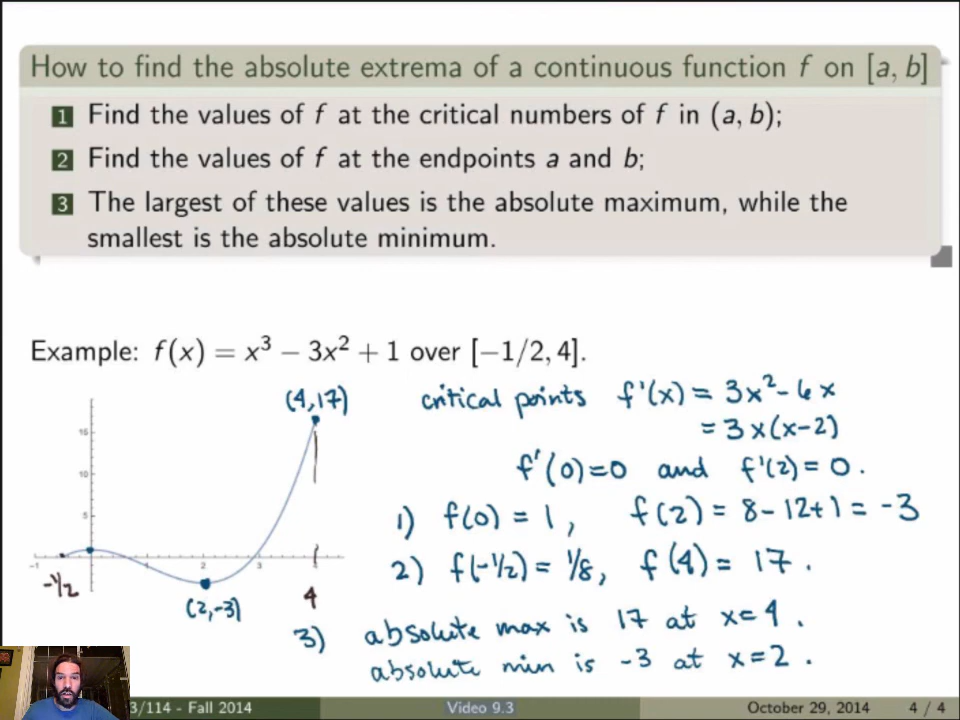 How to find the absolute extrema of a continuous function f on [a, b]
1 Find the values of f at the critical numbers of f in (a, b);
2 Find the values of f at the endpoints a and b;
3 The largest of these values is the absolute maximum, while the
smallest is the absolute minimum.
Example: f(x) = x³ − 3x² + 1 over [−1/2, 4].
critical points f'(x) = 3x² - 6x
= 3x(x-2)
f'(0)=0 and f'(2)=0.
1) f(0) = 1, f(2) = 8-12+1 = -3
2) f(-1/2) = 1/8, f(4) = 17.
3) absolute max is 17 at x=4.
absolute min is -3 at x=2.
(4,17)
15
10
5
-1 1 2 3
-1/2
(2,-3)
4
3/114 - Fall 2014 Video 9.3 October 29, 2014 4 / 4